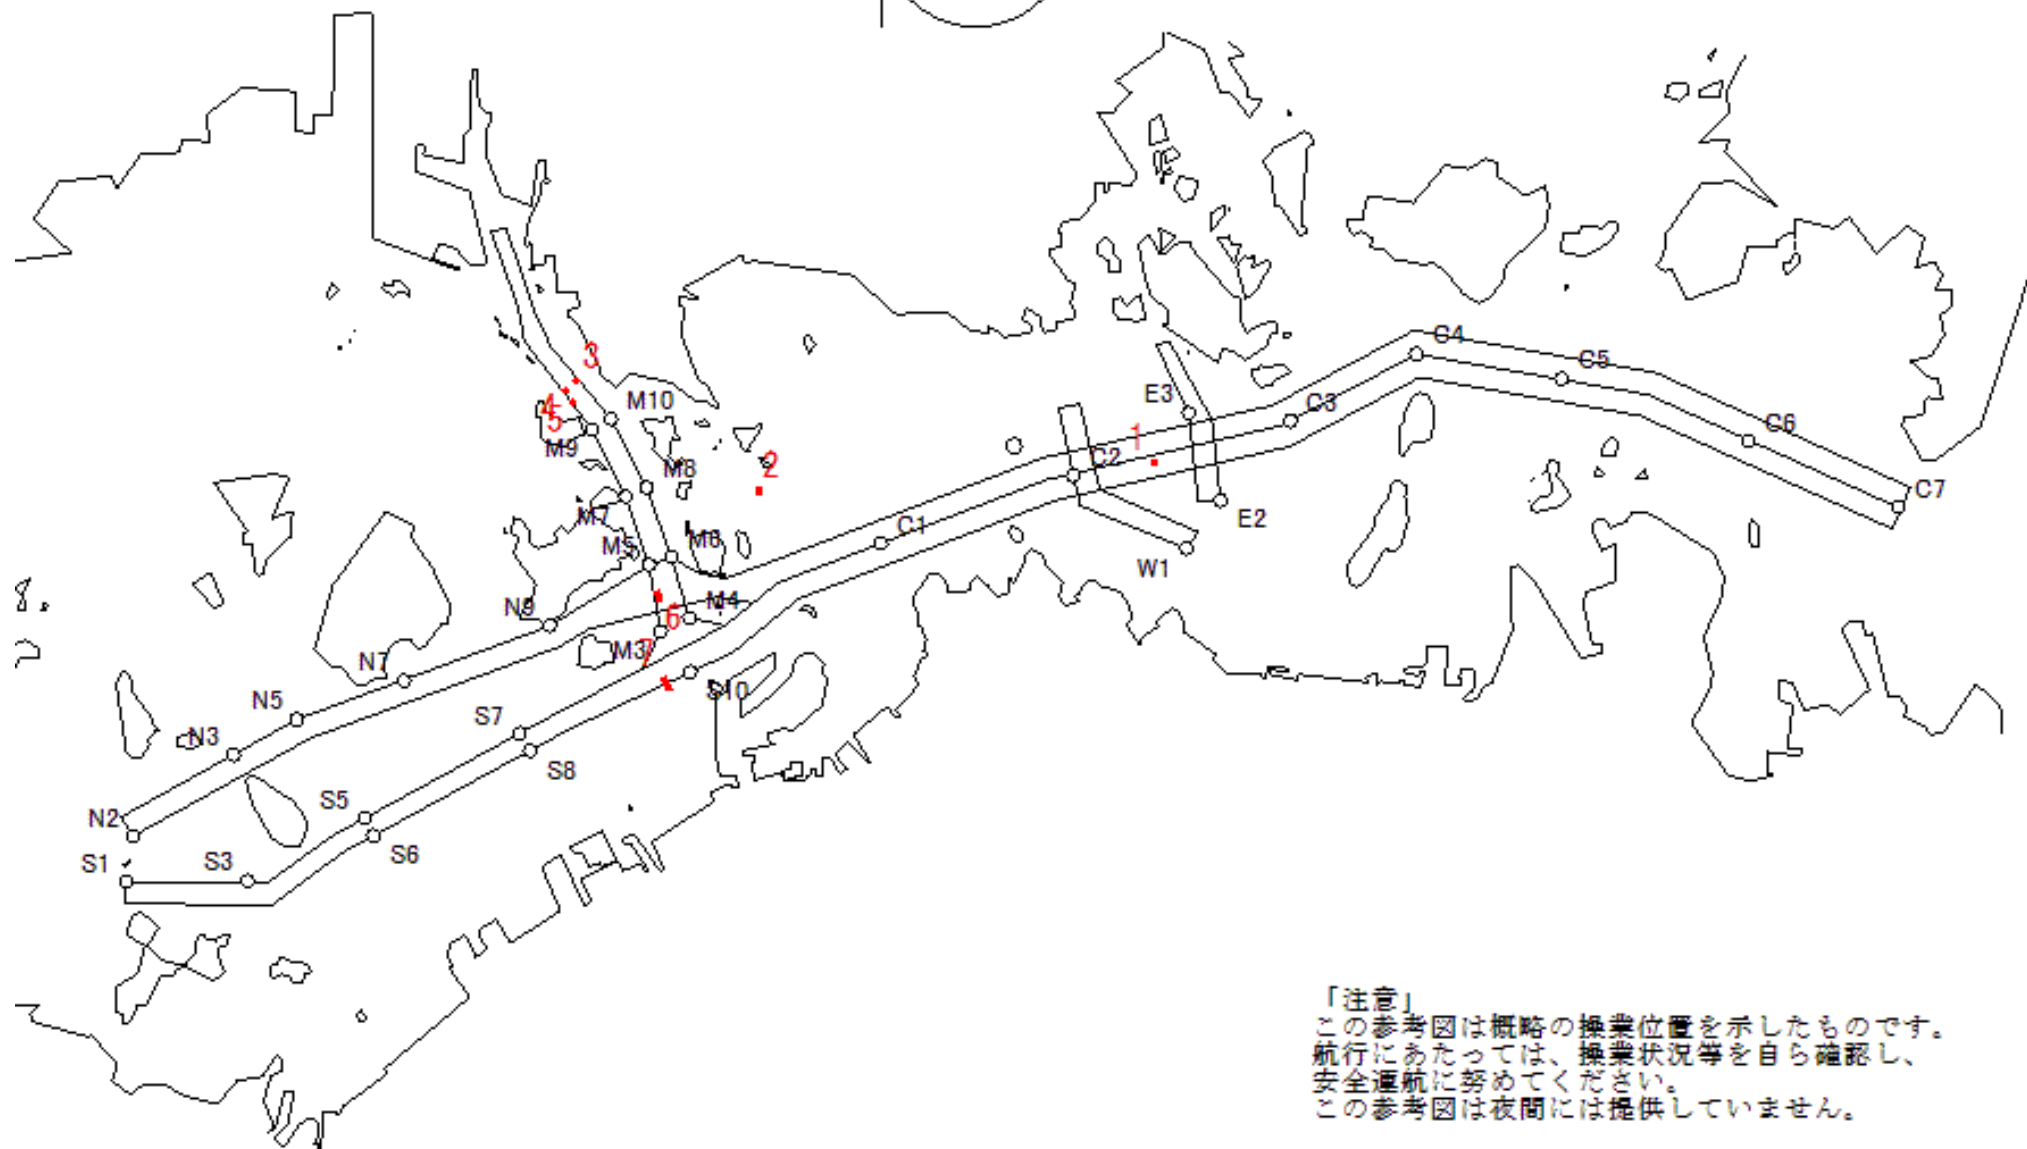 C4
3
C5
E3
M10
4
C3
5
1
C6
M9
C2
M8
2
C7
M7
E2
C1
M6
M5
W1
N9
M4
6
M3
7
N7
S10
N5
S7
N3
S8
S5
N2
S6
S1
S3
「注意」
この参考図は概略の操業位置を示したものです。
航行にあたっては、操業状況等を自ら確認し、
安全運航に努めてください。
この参考図は夜間には提供していません。